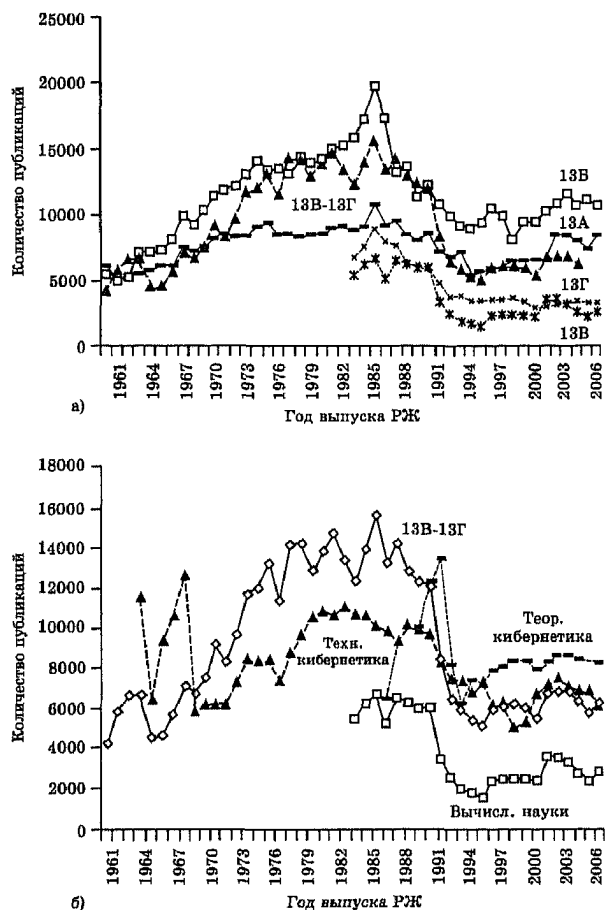 Количество публикаций
25000
20000
15000
10000
5000
0
13В-13Г
13Б
13А
13Г
13В
1961
1964
1967
1970
1973
1976
1979
1982
1985
1988
1991
1994
1997
2000
2003
2006
а)
Год выпуска РЖ
Количество публикаций
18000
16000
14000
12000
10000
8000
6000
4000
2000
0
13В-13Г
Техн.
кибернетика
Теор.
кибернетика
Вычисл. науки
1961
1964
1967
1970
1973
1976
1979
1982
1985
1988
1991
1994
1997
2000
2003
2006
б)
Год выпуска РЖ